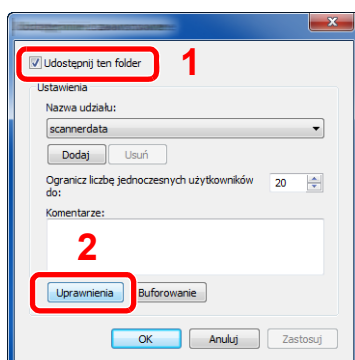 Udostępnij ten folder
1
Ustawienia
Nazwa udziału:
scannerdata
Dodaj Usuń
Ogranicz liczbę jednoczesnych użytkowników 20
do:
Komentarze:
2
Uprawnienia Buforowanie
OK Anuluj Zastosuj